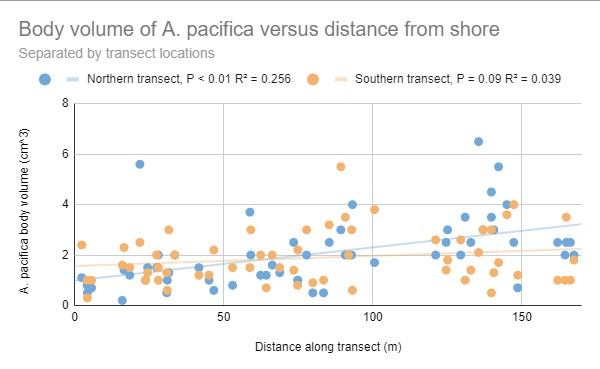 Body volume of A. pacifica versus distance from shore
Separated by transect locations
Northern transect, P < 0.01 R² = 0.256
Southern transect, P = 0.09 R² = 0.039
A. pacifica body volume (cm^3)
8
6
4
2
0
0
50
100
150
Distance along transect (m)